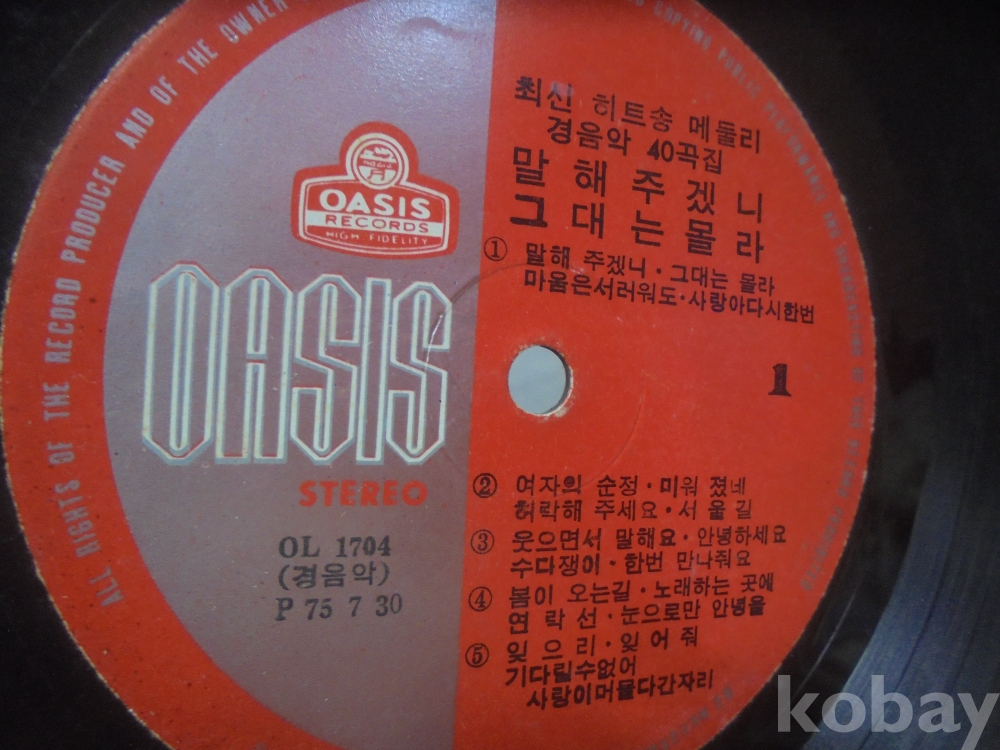 ALL RIGHTS OF THE RECORD PRODUCER AND OF THE OWNER
COPYING PUBLIC
OASIS
RECORDS
HIGH FIDELITY
OASIS
STEREO
OL 1704
(경음악)
P 75 7 30
최신 히트송 메들리
경음악 40곡집
말해주겠니
그대는몰라
① 말해 주겠니·그대는 몰라
마음은서러워도·사랑아다시한번
1
② 여자의 순정·미워 졌네
허락해 주세요·서울길
③ 웃으면서 말해요·안녕하세요
수다쟁이·한번 만나줘요
④ 봄이 오는길·노래하는 곳에
연락선·눈으로만 안녕을
⑤ 잊으리·잊어줘
기다릴수없어
사랑이머물다간자리
kobay